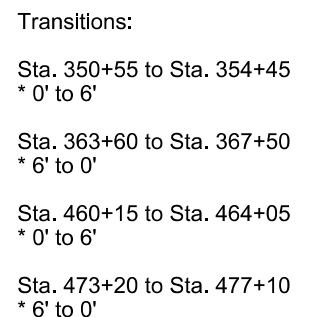 Transitions:
Sta. 350+55 to Sta. 354+45
* 0' to 6'
Sta. 363+60 to Sta. 367+50
* 6' to 0'
Sta. 460+15 to Sta. 464+05
* 0' to 6'
Sta. 473+20 to Sta. 477+10
* 6' to 0'